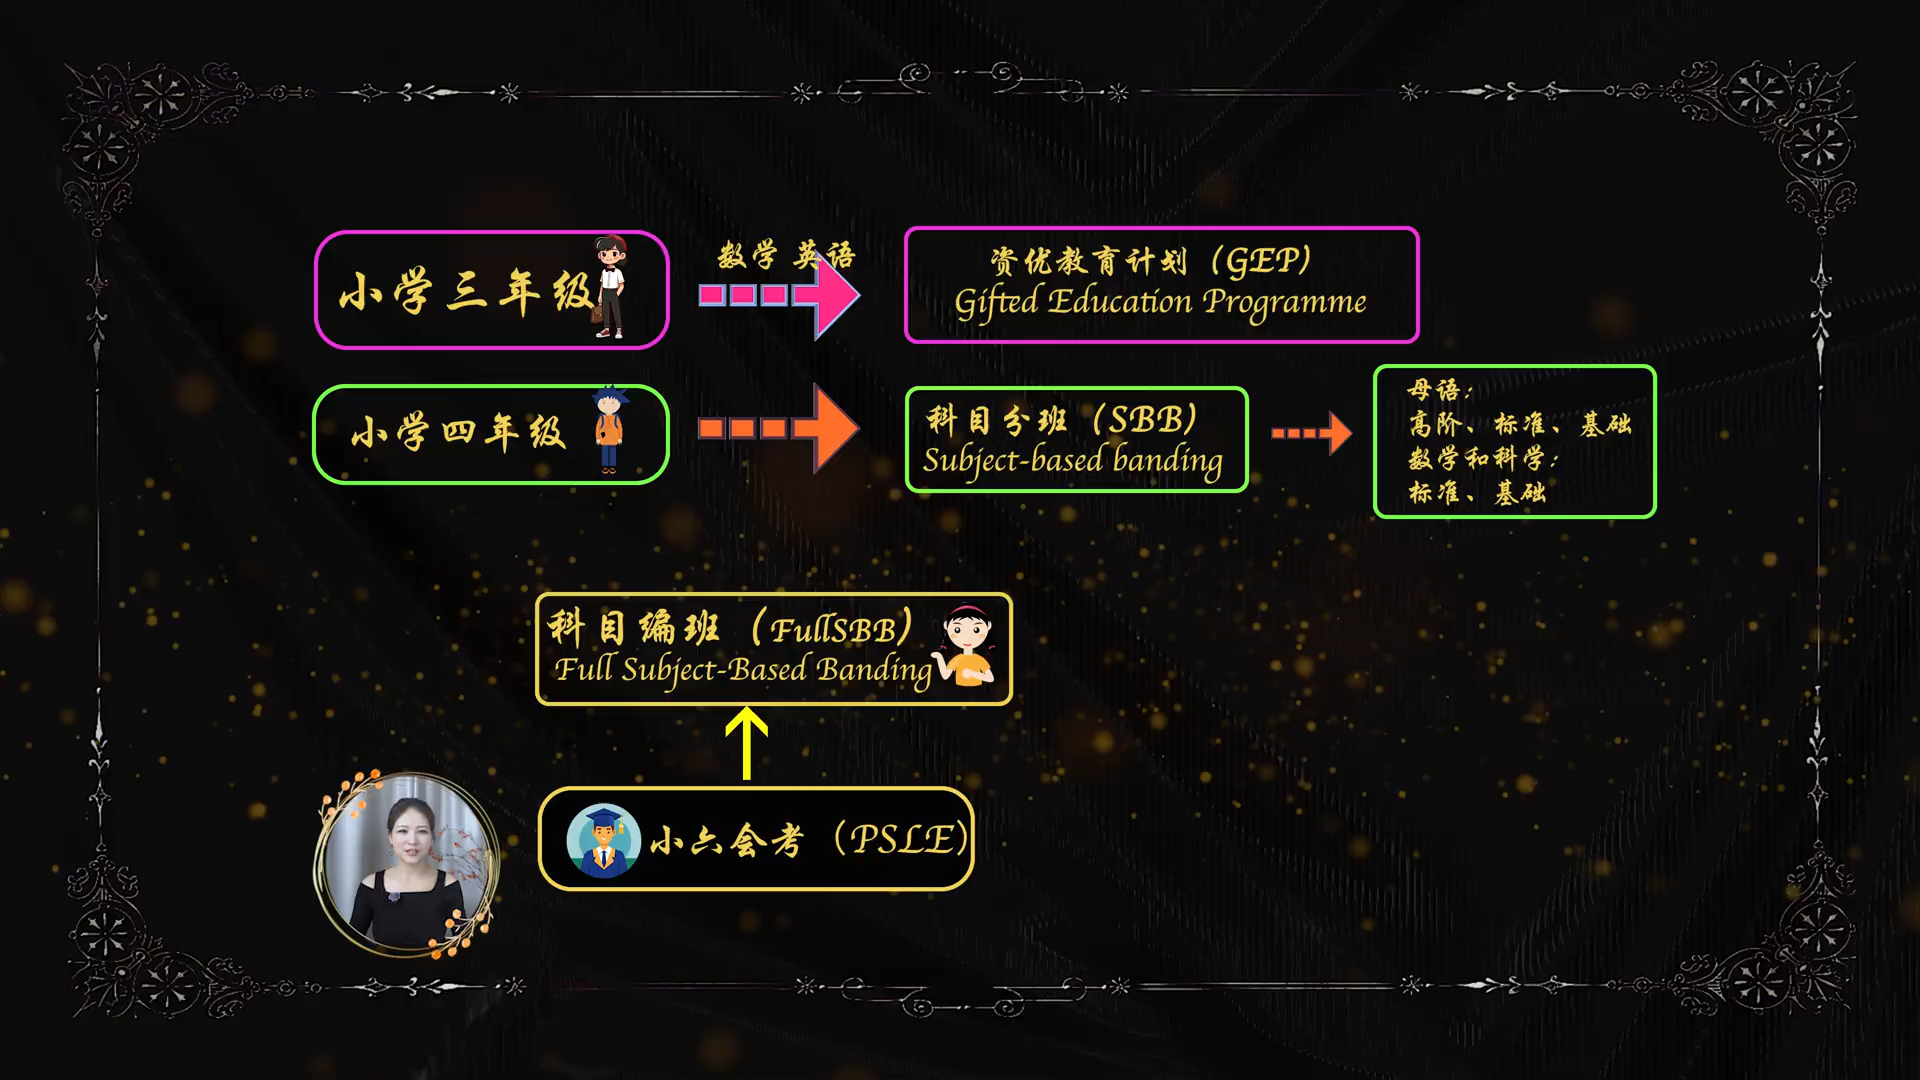 小学三年级
数学 英语
资优教育计划（GEP）
Gifted Education Programme
小学四年级
科目分班（SBB）
Subject-based banding
母语：
高阶、标准、基础
数学和科学：
标准、基础
科目编班（FullSBB）
Full Subject-Based Banding
小六会考（PSLE）